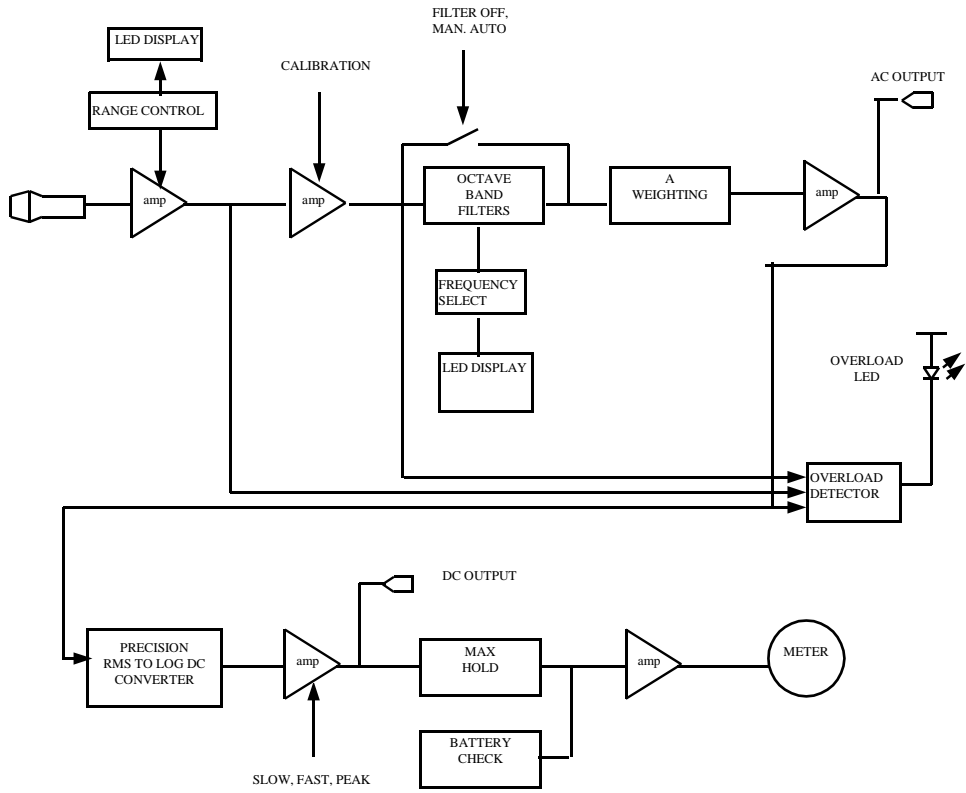 FILTER OFF,
MAN. AUTO
LED DISPLAY
CALIBRATION
AC OUTPUT
RANGE CONTROL
amp
amp
OCTAVE
BAND
FILTERS
A
WEIGHTING
amp
FREQUENCY
SELECT
LED DISPLAY
OVERLOAD
LED
OVERLOAD
DETECTOR
DC OUTPUT
PRECISION
RMS TO LOG DC
CONVERTER
amp
MAX
HOLD
amp
METER
BATTERY
CHECK
SLOW, FAST, PEAK